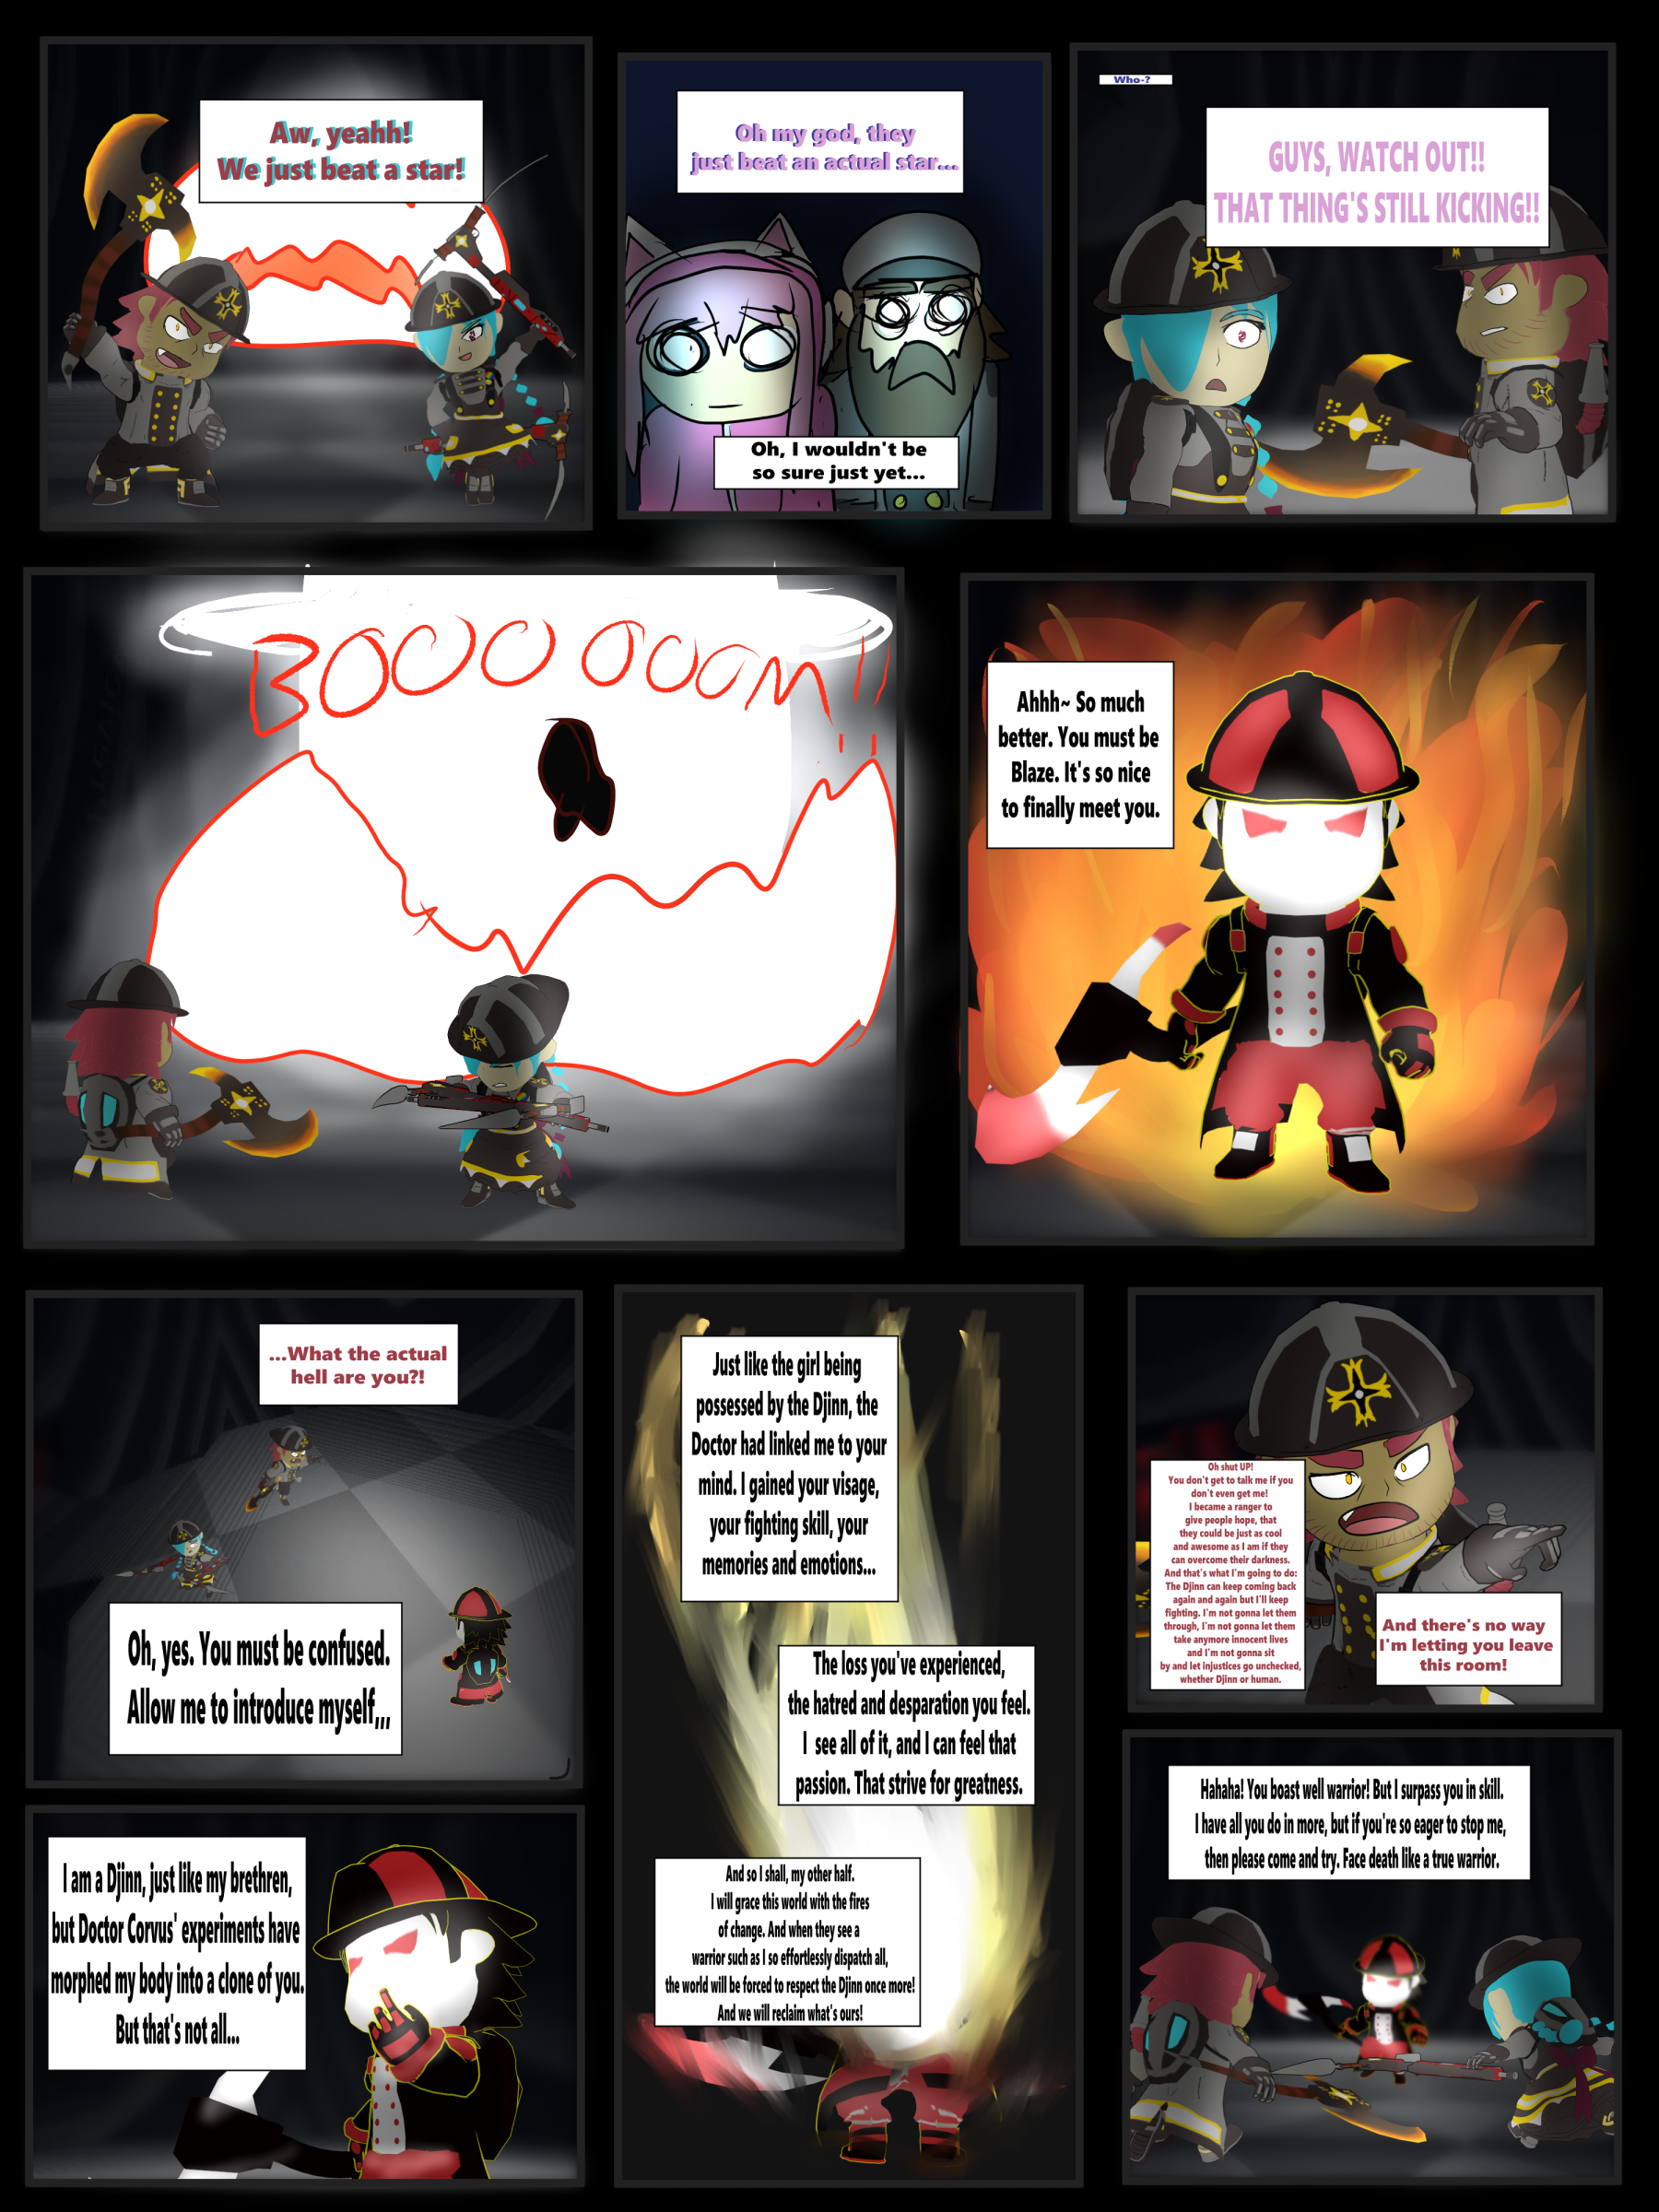 Aw, yeahh!
We just beat a star!
Oh my god, they
just beat an actual star...
Oh, I wouldn't be
so sure just yet...
Who-?
GUYS, WATCH OUT!!
THAT THING'S STILL KICKING!!
BOOO OOOM!!
Ahhh~ So much
better. You must be
Blaze. It's so nice
to finally meet you.
...What the actual
hell are you?!
Oh, yes. You must be confused.
Allow me to introduce myself,,,
I am a Djinn, just like my brethren,
but Doctor Corvus' experiments have
morphed my body into a clone of you.
But that's not all...
Just like the girl being
possessed by the Djinn, the
Doctor had linked me to your
mind. I gained your visage,
your fighting skill, your
memories and emotions...
The loss you've experienced,
the hatred and desparation you feel.
I see all of it, and I can feel that
passion. That strive for greatness.
And so I shall, my other half.
I will grace this world with the fires
of change. And when they see a
warrior such as I so effortlessly dispatch all,
the world will be forced to respect the Djinn once more!
And we will reclaim what's ours!
Oh shut UP!
You don't get to talk me if you
don't even get me!
I became a ranger to
give people hope, that
they could be just as cool
and awesome as I am if they
can overcome their darkness.
And that's what I'm going to do:
The Djinn can keep coming back
again and again but I'll keep
fighting. I'm not gonna let them
through, I'm not gonna let them
take anymore innocent lives
and I'm not gonna sit
by and let injustices go unchecked,
whether Djinn or human.
And there's no way
I'm letting you leave
this room!
Hahaha! You boast well warrior! But I surpass you in skill.
I have all you do in more, but if you're so eager to stop me,
then please come and try. Face death like a true warrior.